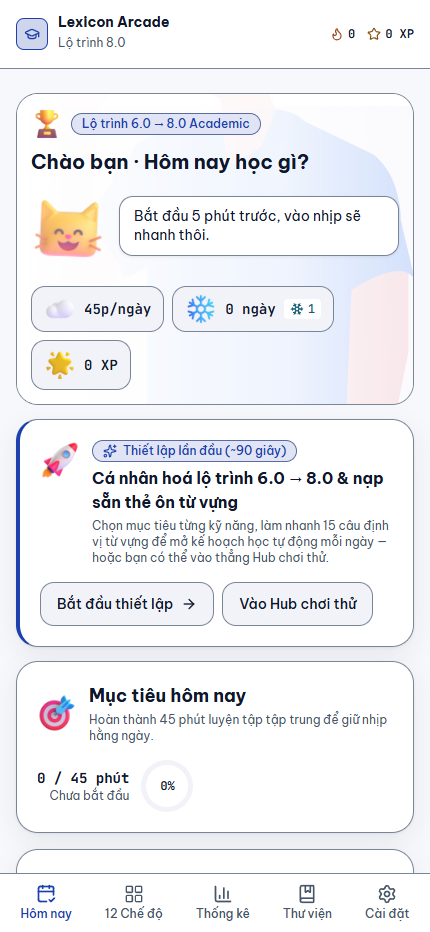 Lexicon Arcade
Lộ trình 8.0
0
0 XP
Lộ trình 6.0 → 8.0 Academic
Chào bạn · Hôm nay học gì?
Bắt đầu 5 phút trước, vào nhịp sẽ
nhanh thôi.
45p/ngày
0 ngày
1
0 XP
Thiết lập lần đầu (~90 giây)
Cá nhân hoá lộ trình 6.0 → 8.0 & nạp
sẵn thẻ ôn từ vựng
Chọn mục tiêu từng kỹ năng, làm nhanh 15 câu định
vị từ vựng để mở kế hoạch học tự động mỗi ngày —
hoặc bạn có thể vào thẳng Hub chơi thử.
Bắt đầu thiết lập →
Vào Hub chơi thử
Mục tiêu hôm nay
Hoàn thành 45 phút luyện tập tập trung để giữ nhịp
hằng ngày.
0 / 45 phút
Chưa bắt đầu
0%
Hôm nay
12 Chế độ
Thống kê
Thư viện
Cài đặt